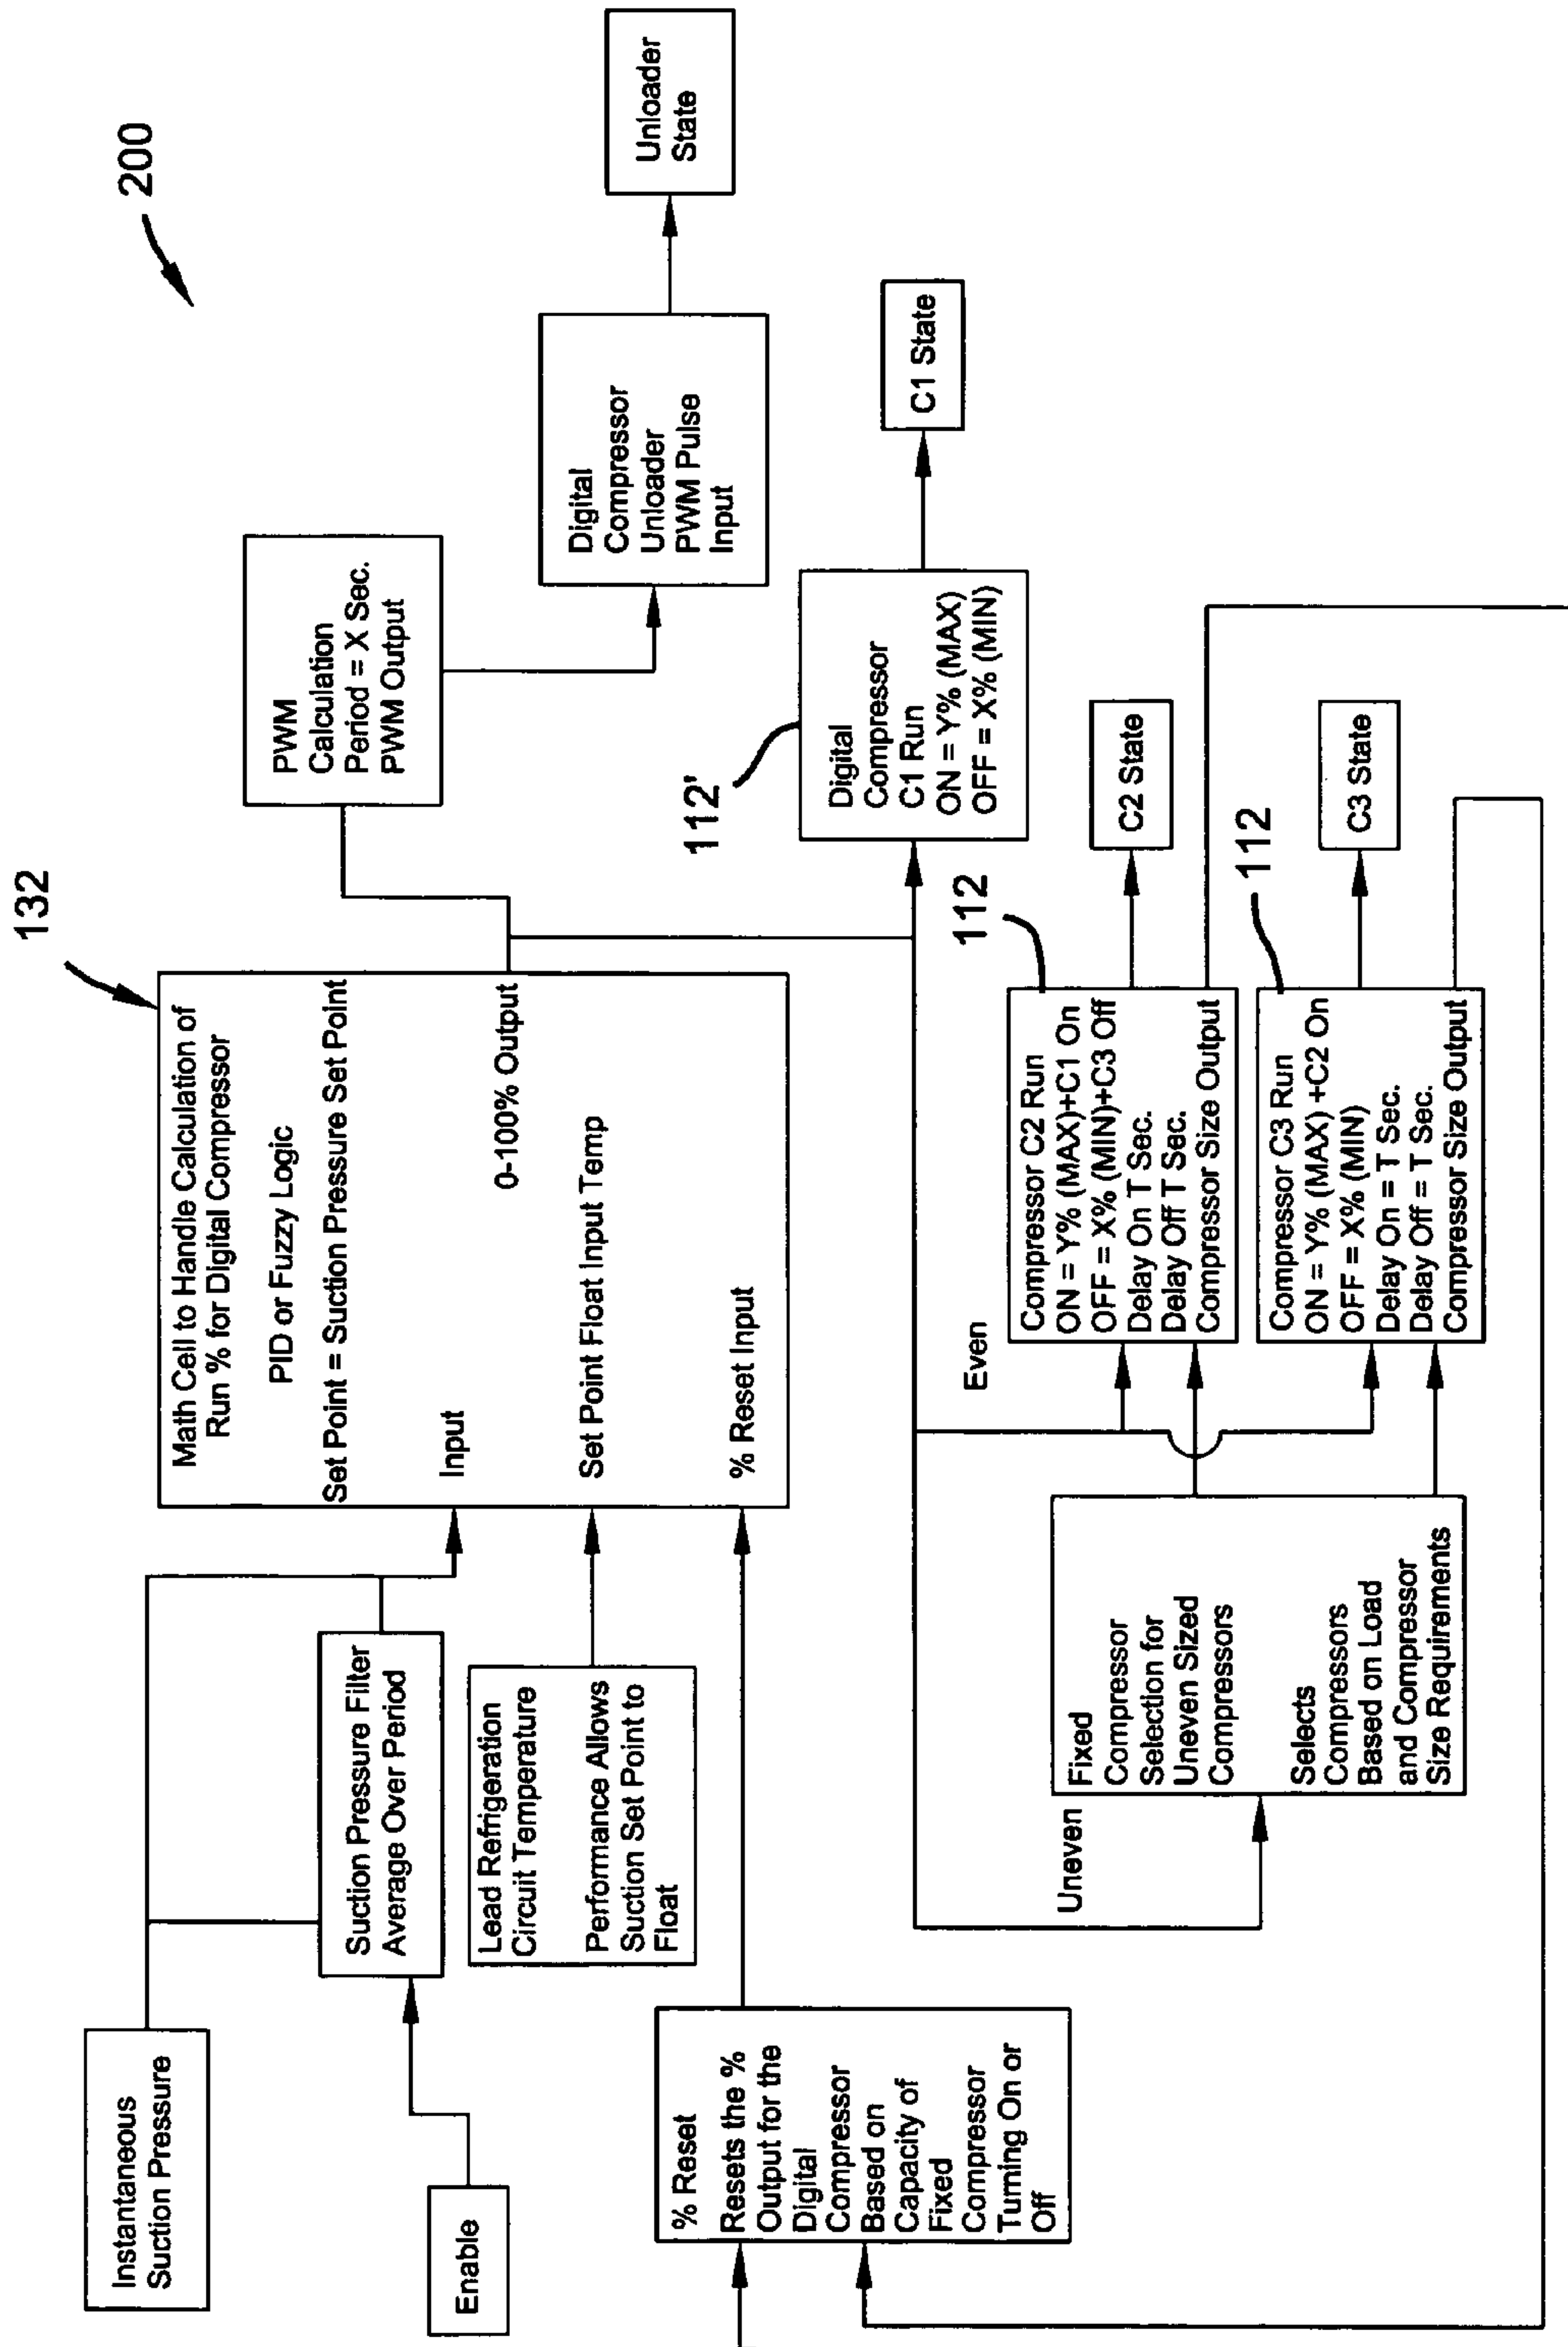 200
132
Instantaneous
Suction Pressure
Enable
Suction Pressure Filter
Average Over Period
Lead Refrigeration
Circuit Temperature
Performance Allows
Suction Set Point to
Float
% Reset
Resets the %
Output for the
Digital
Compressor
Based on
Capacity of
Fixed
Compressor
Turning On or
Off
Math Cell to Handle Calculation of
Run % for Digital Compressor
PID or Fuzzy Logic
Set Point = Suction Pressure Set Point
Input
0-100% Output
Set Point Float Input Temp
% Reset Input
PWM
Calculation
Period = X Sec.
PWM Output
Digital
Compressor
Unloader
PWM Pulse
Input
Unloader
State
112'
Digital
Compressor
C1 Run
ON = Y% (MAX)
OFF = X% (MIN)
C1 State
Uneven
Even
Fixed
Compressor
Selection for
Uneven Sized
Compressors
Selects
Compressors
Based on Load
and Compressor
Size Requirements
112
Compressor C2 Run
ON = Y% (MAX)+C1 On
OFF = X% (MIN)+C3 Off
Delay On T Sec.
Delay Off T Sec.
Compressor Size Output
C2 State
112
Compressor C3 Run
ON = Y% (MAX) +C2 On
OFF = X% (MIN)
Delay On = T Sec.
Delay Off = T Sec.
Compressor Size Output
C3 State